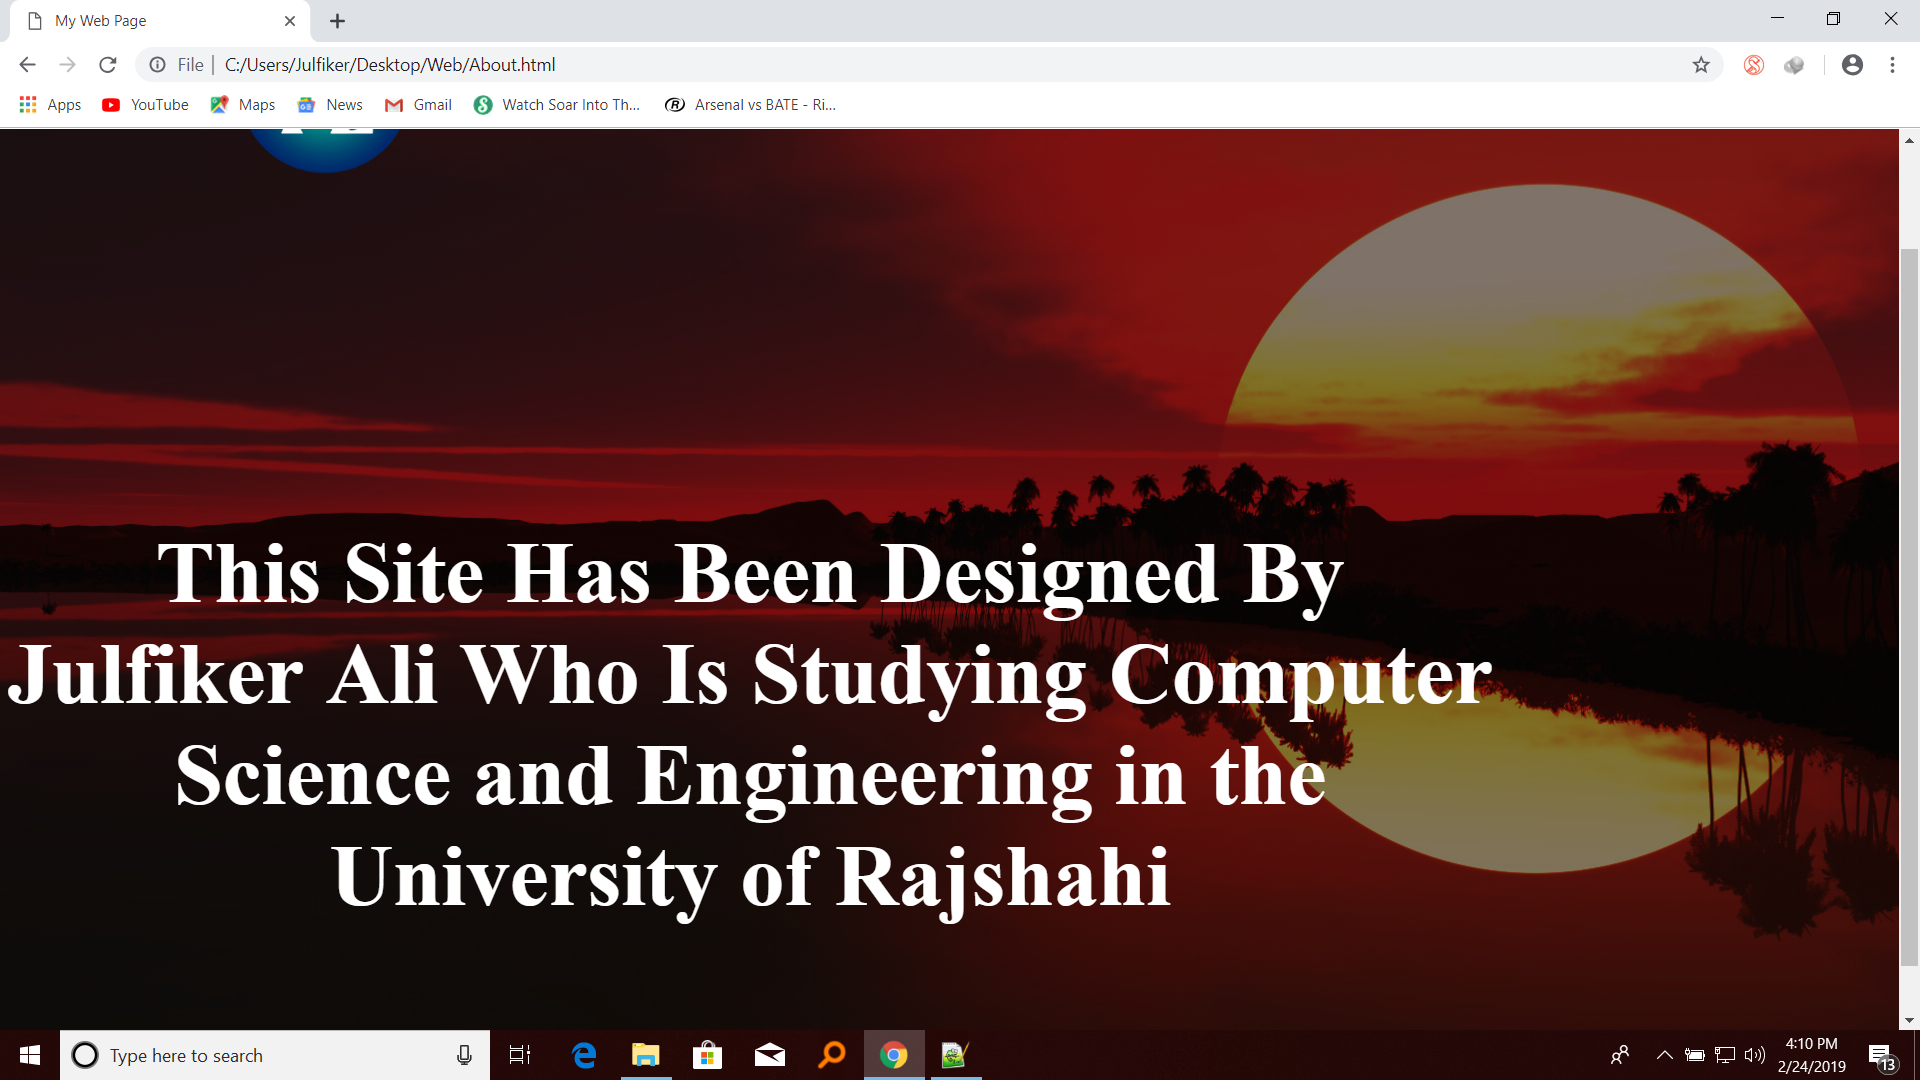 My Web Page
File
C:/Users/Julfiker/Desktop/Web/About.html
Apps
YouTube
Maps
News
Gmail
Watch Soar Into Th...
Arsenal vs BATE - Ri...
This Site Has Been Designed By
Julfiker Ali Who Is Studying Computer
Science and Engineering in the
University of Rajshahi
Type here to search
4:10 PM
2/24/2019
13